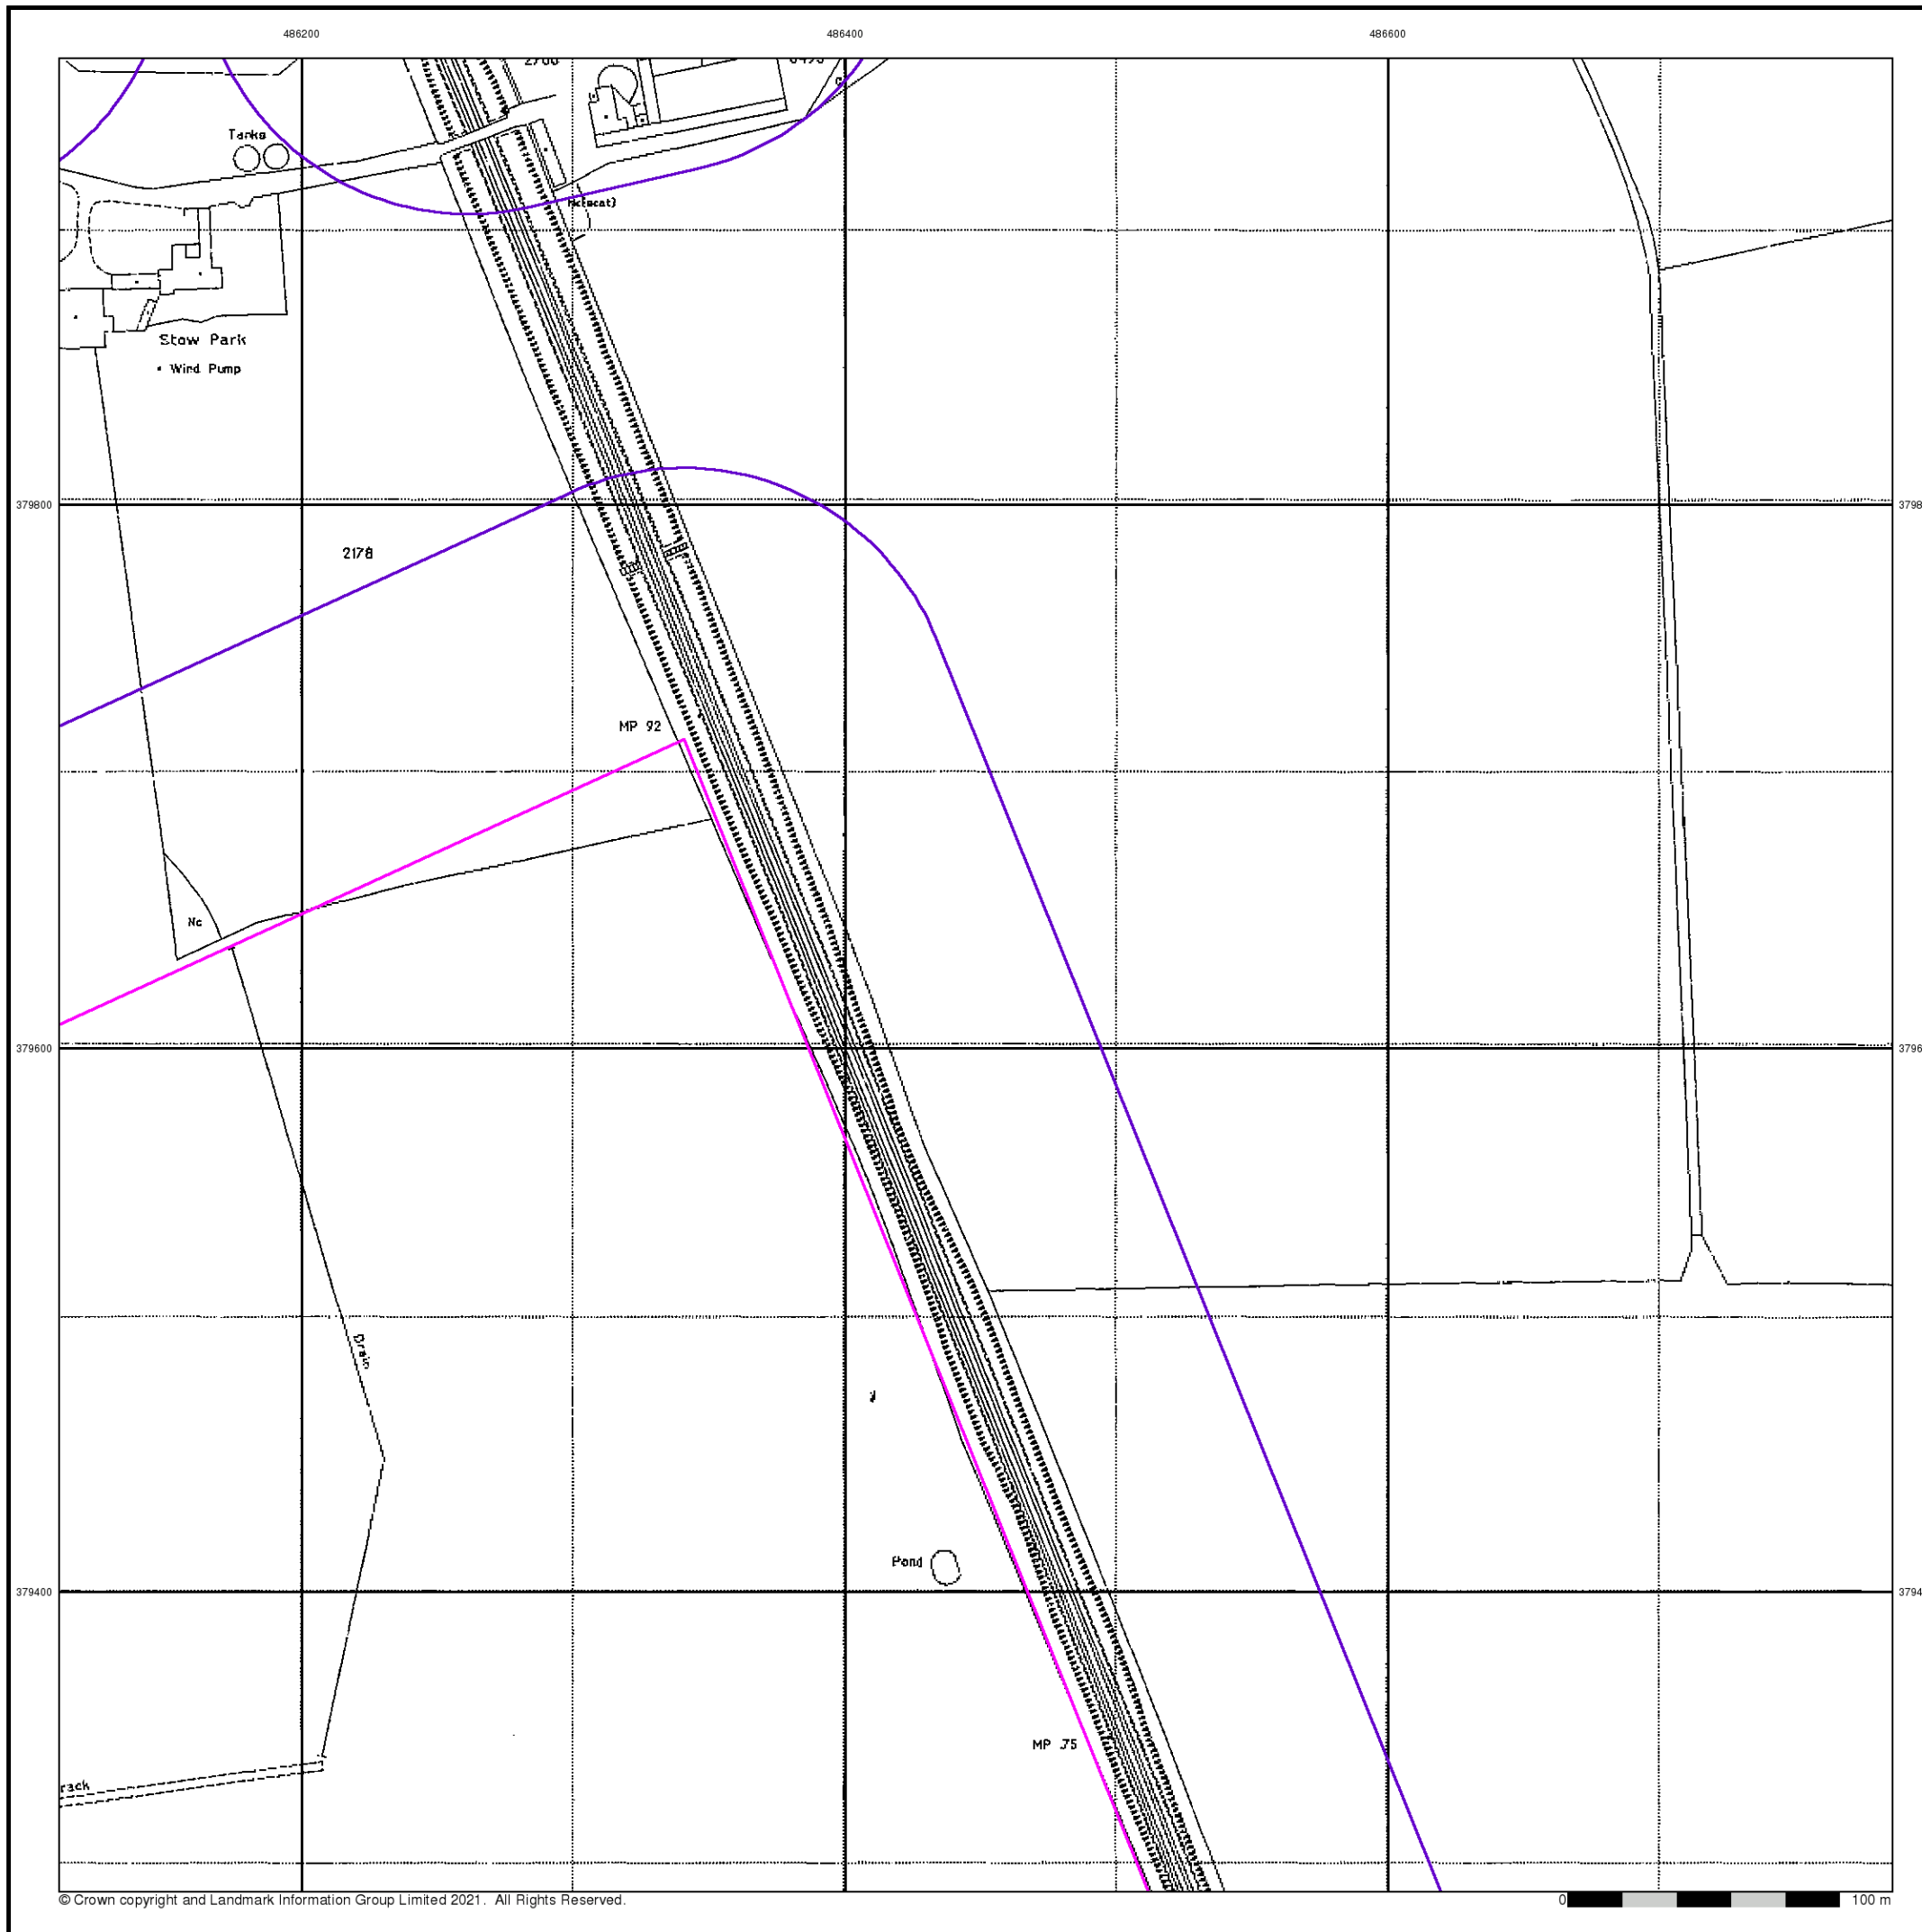 486200 486400 486600
Tanks
Stow Park
Wind Pump
379800
2178
MP 92
Nc
379600
Drain
Pond
379400
MP .75
rack
© Crown copyright and Landmark Information Group Limited 2021. All Rights Reserved.
0 100 m